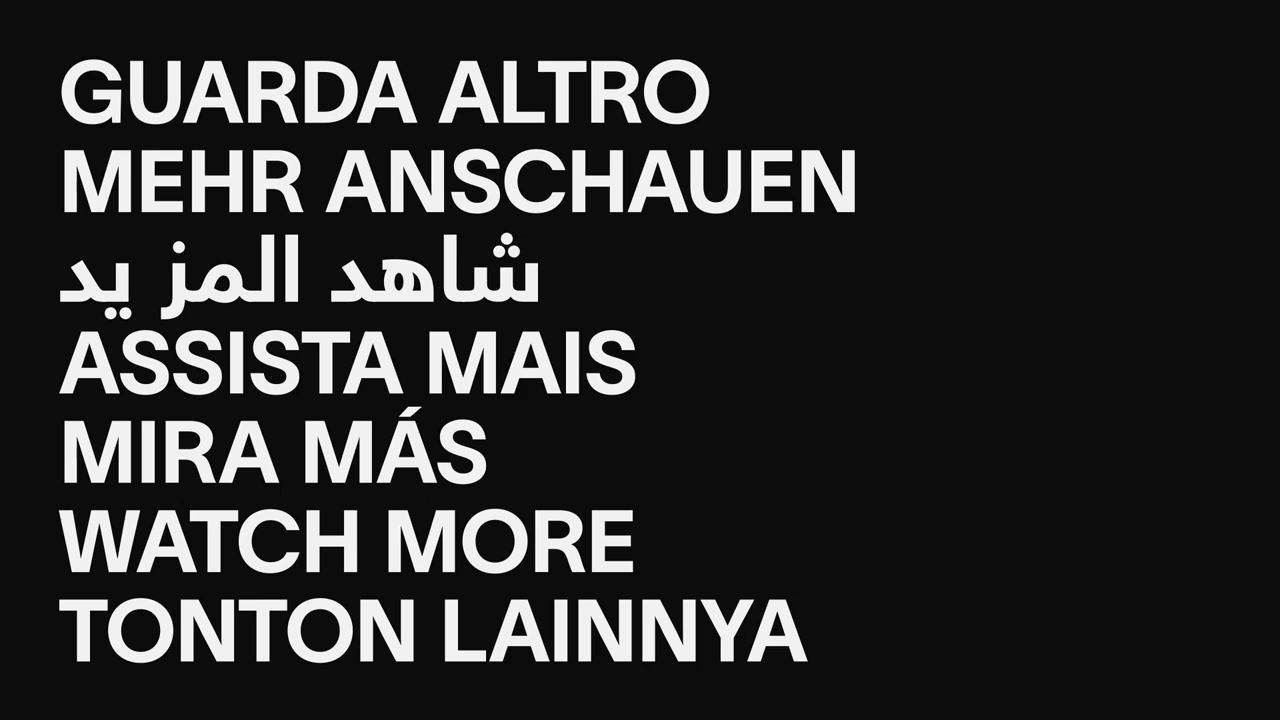 GUARDA ALTRO
MEHR ANSCHAUEN
شاهد المزيد
ASSISTA MAIS
MIRA MÁS
WATCH MORE
TONTON LAINNYA